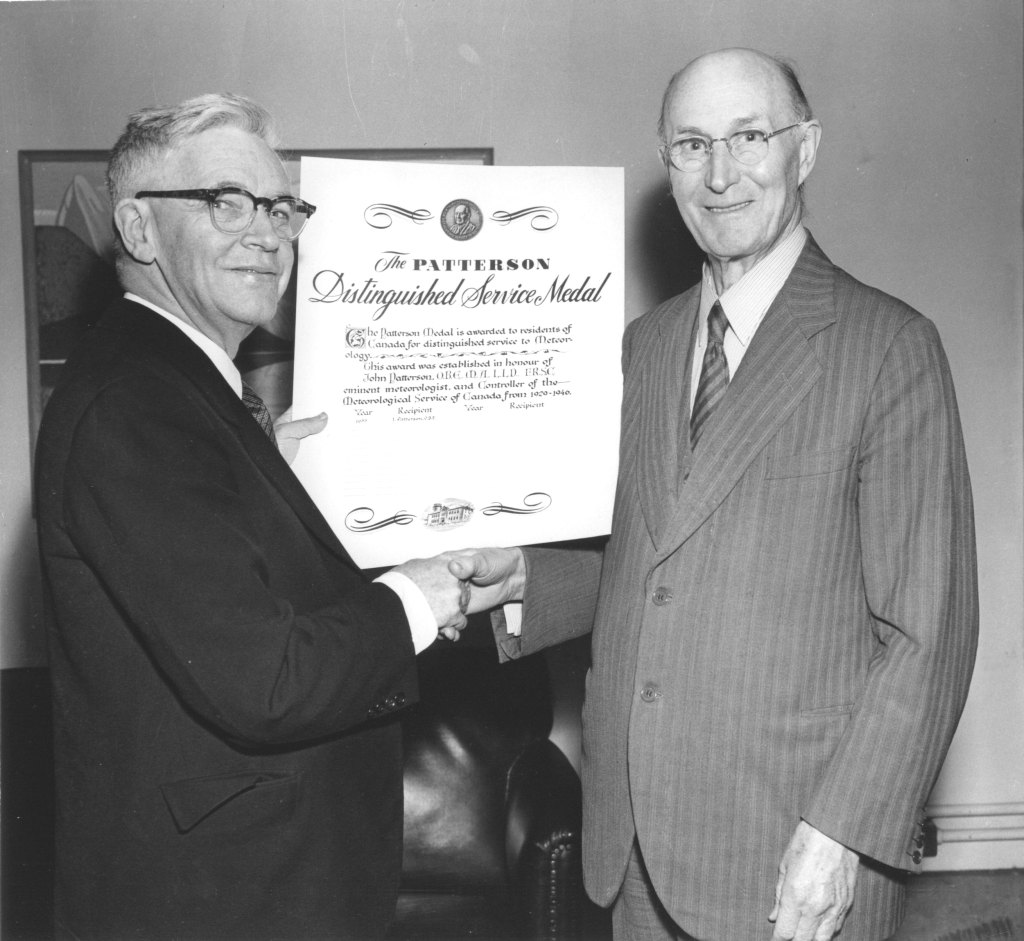 The PATTERSON
Distinguished Service Medal
The Patterson Medal is awarded to residents of
Canada for distinguished service to Meteor-
ology.
This award was established in honour of
John Patterson, O.B.E. M.A. L.L.D. F.R.S.C.
eminent meteorologist, and Controller of the
Meteorological Service of Canada from 1929-1946.
Year Recipient Year Recipient